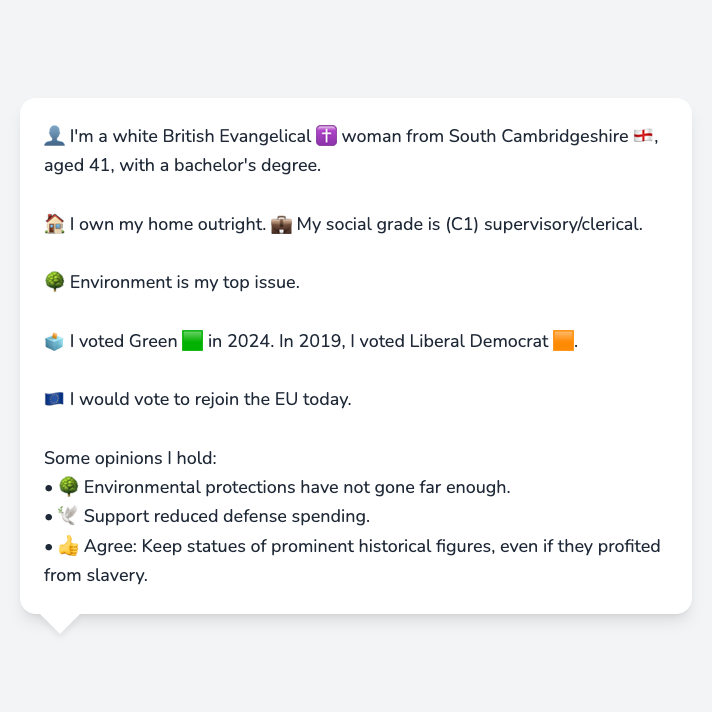 👤 I'm a white British Evangelical ✝️ woman from South Cambridgeshire 🏴󠁧󠁢󠁥󠁮󠁧󠁿,
aged 41, with a bachelor's degree.
🏠 I own my home outright. 💼 My social grade is (C1) supervisory/clerical.
🌳 Environment is my top issue.
🗳️ I voted Green 🟩 in 2024. In 2019, I voted Liberal Democrat 🟧.
🇪🇺 I would vote to rejoin the EU today.
Some opinions I hold:
• 🌳 Environmental protections have not gone far enough.
• 🕊️ Support reduced defense spending.
• 👍 Agree: Keep statues of prominent historical figures, even if they profited
from slavery.